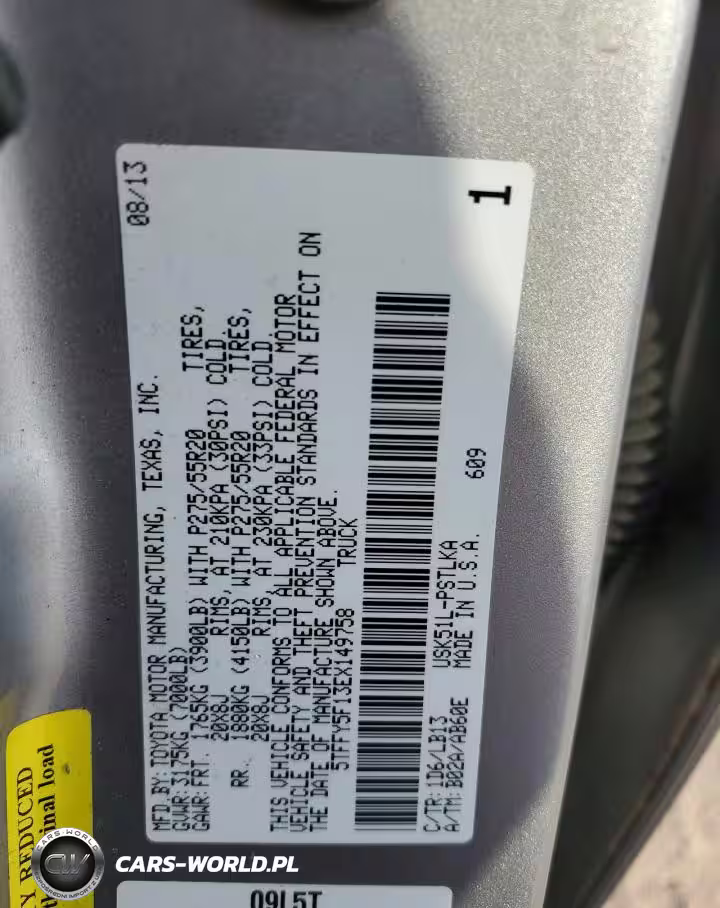 MFD.BY:TOYOTA MOTOR MANUFACTURING, TEXAS, INC. 08/13
GVWR:3175KG (7000LB)
GAWR:FRT. 1765KG (3900LB) WITH P275/55R20 TIRES,
20X8J RIMS, AT 210KPA (30PSI) COLD.
RR. 1880KG (4150LB) WITH P275/55R20 TIRES,
20X8J RIMS, AT 230KPA (33PSI) COLD.
THIS VEHICLE CONFORMS TO ALL APPLICABLE FEDERAL MOTOR
VEHICLE SAFETY AND THEFT PREVENTION STANDARDS IN EFFECT ON
THE DATE OF MANUFACTURE SHOWN ABOVE.
5TFFY5F13EX149758 TRUCK
C/TR:1D6/LB13 USK51L-PSTLKA 609
A/TM:B02A/AB60E MADE IN U.S.A.
1
REDUCED
inal load
09L5T
CARS-WORLD
CW
CARS-WORLD.PL